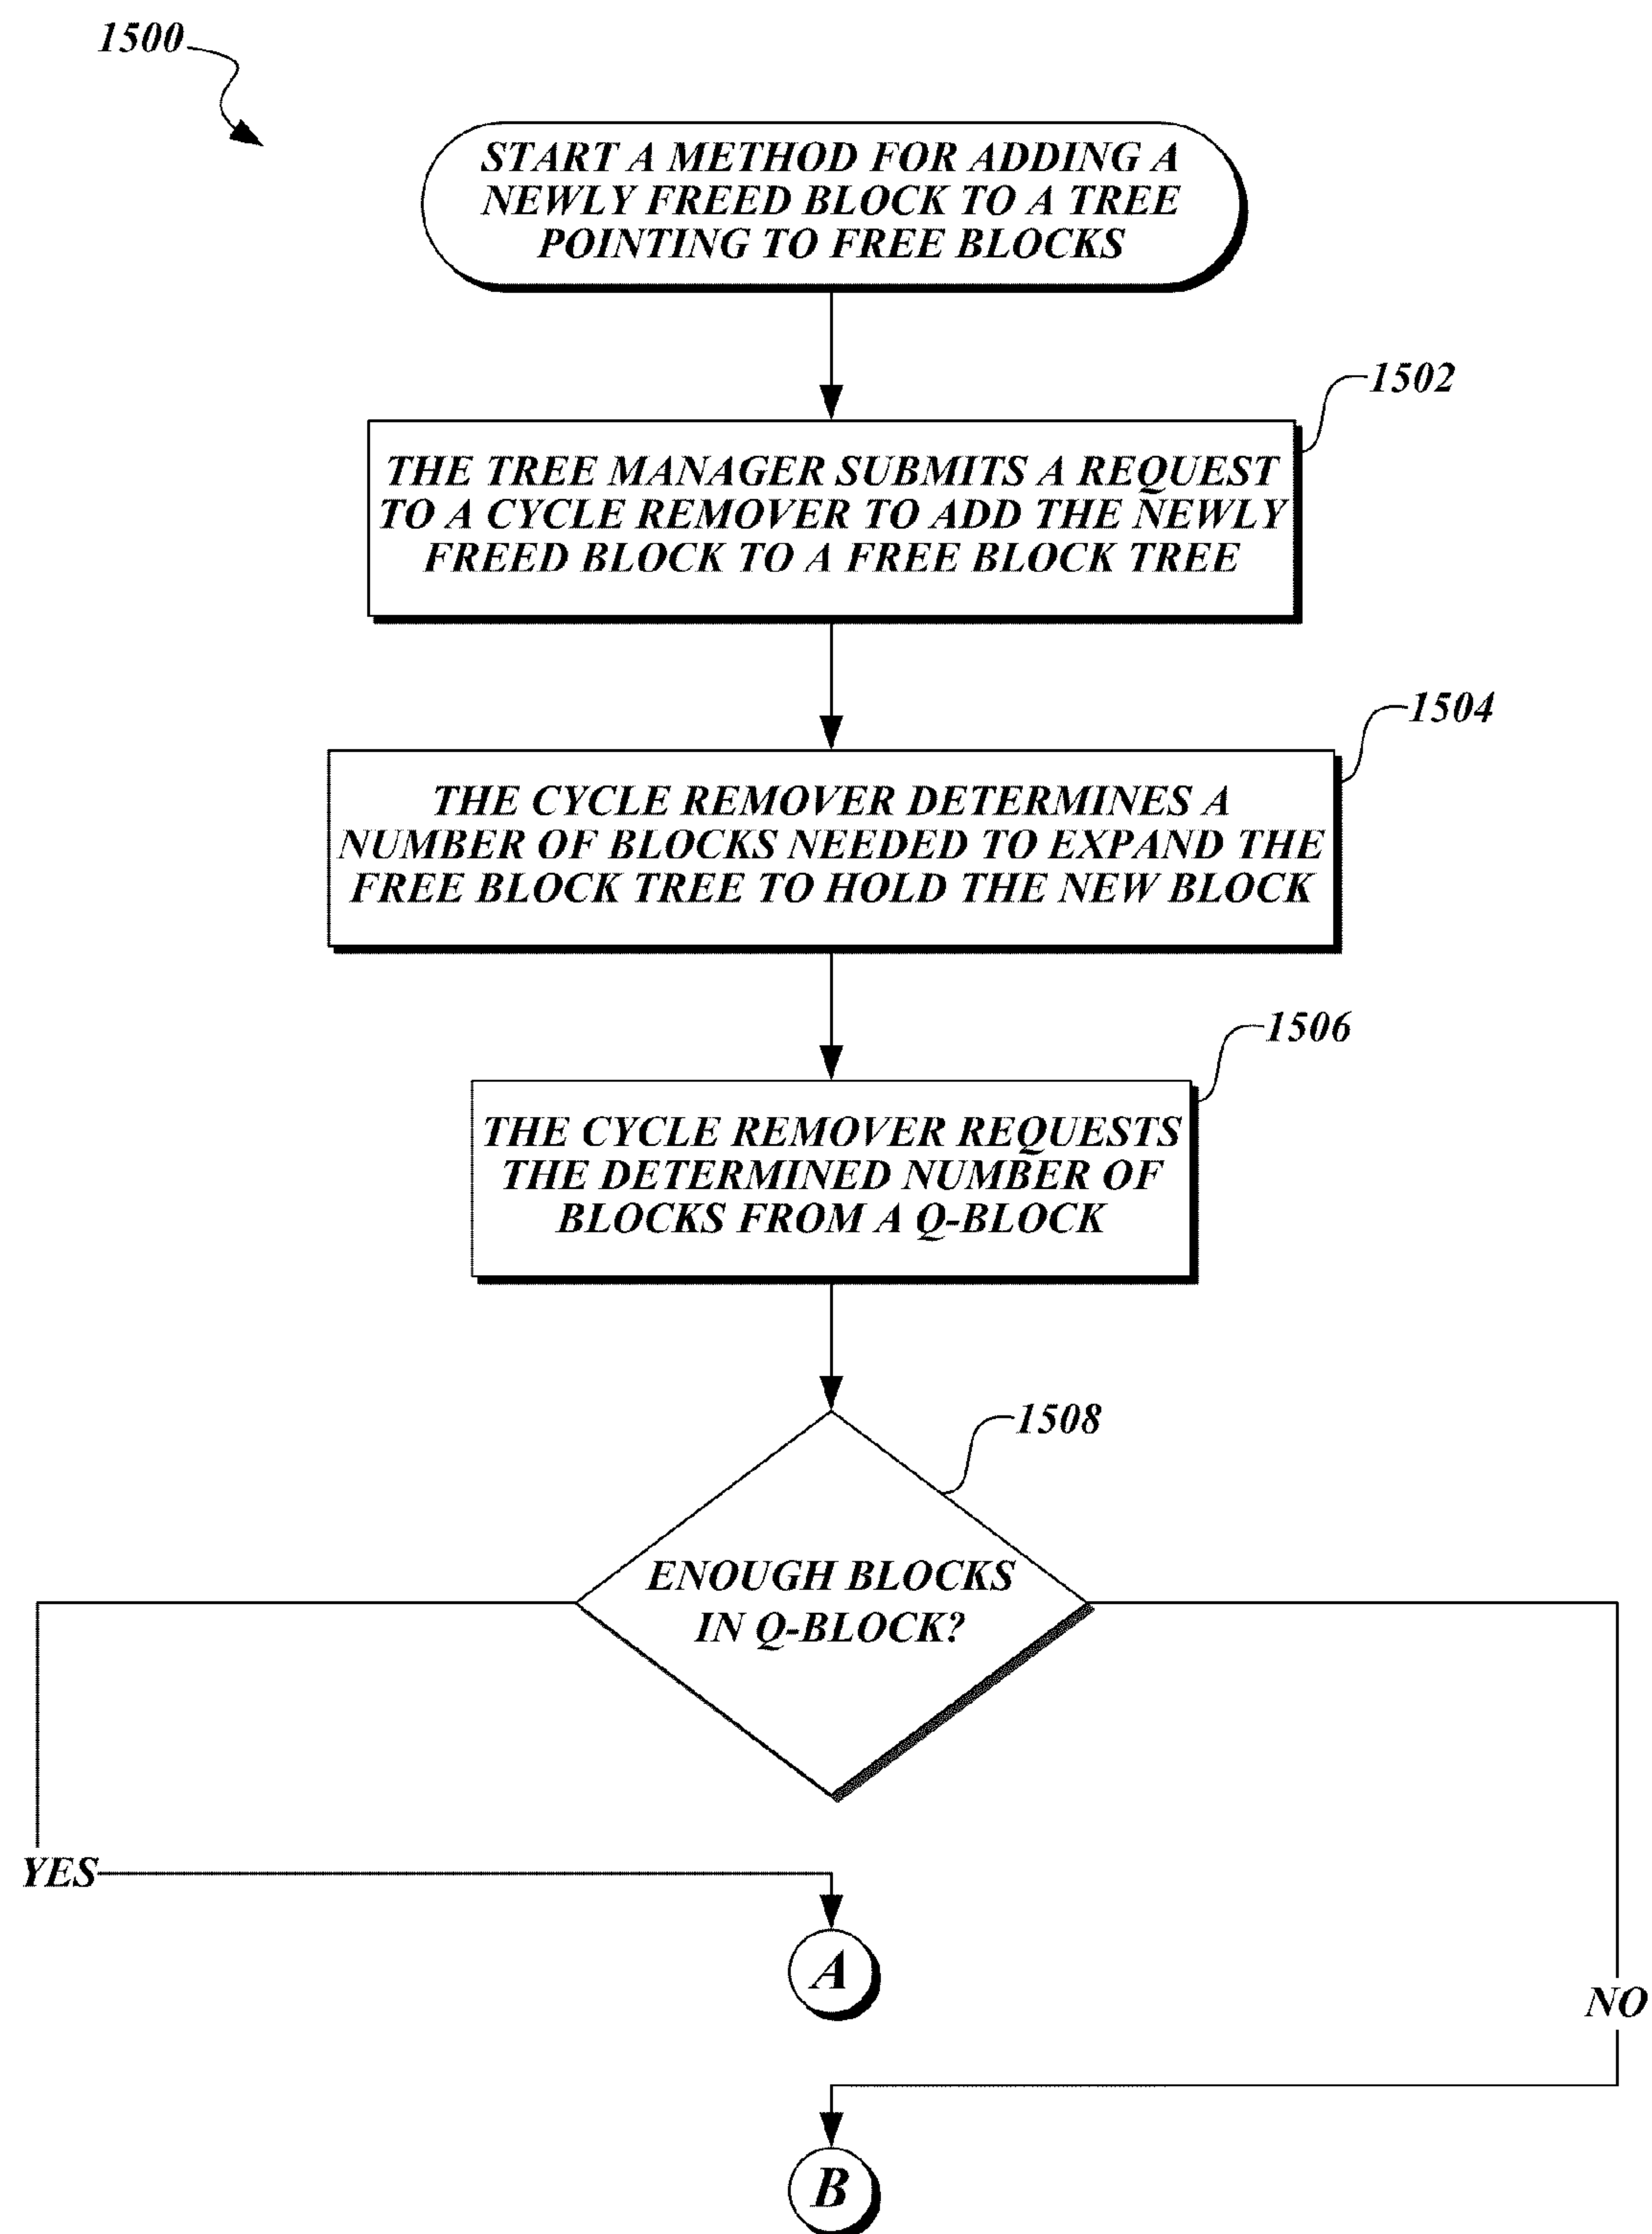 1500
START A METHOD FOR ADDING A
NEWLY FREED BLOCK TO A TREE
POINTING TO FREE BLOCKS
1502
THE TREE MANAGER SUBMITS A REQUEST
TO A CYCLE REMOVER TO ADD THE NEWLY
FREED BLOCK TO A FREE BLOCK TREE
1504
THE CYCLE REMOVER DETERMINES A
NUMBER OF BLOCKS NEEDED TO EXPAND THE
FREE BLOCK TREE TO HOLD THE NEW BLOCK
1506
THE CYCLE REMOVER REQUESTS
THE DETERMINED NUMBER OF
BLOCKS FROM A Q-BLOCK
1508
ENOUGH BLOCKS
IN Q-BLOCK?
YES
A
NO
B